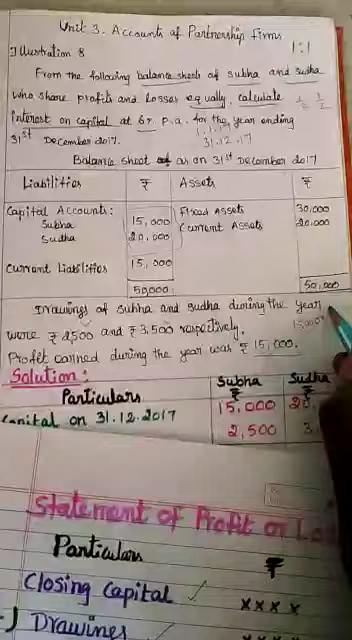 Unit 3. Accounts of Partnership Firms
Illustration 8
1:1
From the following balance sheets of Subha and Sudha
who share profits and losses equally, calculate
interest on capital at 6% p.a. for the year ending
31st December 2017.
31.12.17
Balance sheet as on 31st December 2017
Liabilities ₹ Assets ₹
Capital Accounts: Fixed Assets 30,000
Subha 15,000 Current Assets 20,000
Sudha 20,000
Current Liabilities 15,000
50,000 50,000
Drawings of Subha and Sudha during the year
were ₹ 2,500 and ₹ 3,500 respectively.
Profit earned during the year was ₹ 15,000.
Solution:
Particulars Subha ₹ Sudha ₹
Capital on 31.12.2017 15,000 20,
2,500 3,
Statement of Profit or Lo
Particulars ₹
Closing Capital ✓ xxxx
-) Drawings